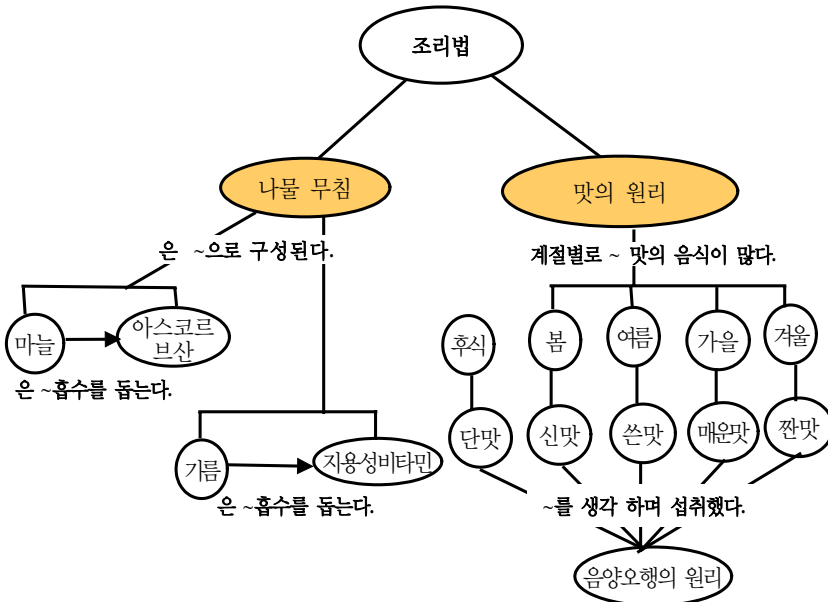 조리법
나물 무침
맛의 원리
은 ~으로 구성된다.
계절별로 ~ 맛의 음식이 많다.
마늘
아스코르
브산
후식
봄
여름
가을
겨울
은 ~흡수를 돕는다.
단맛
신맛
쓴맛
매운맛
짠맛
기름
지용성비타민
은 ~흡수를 돕는다.
~를 생각 하며 섭취했다.
음양오행의 원리